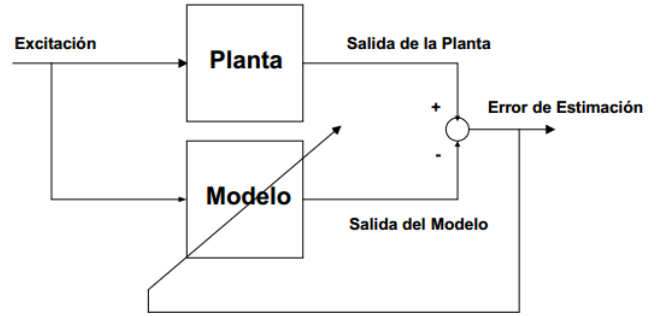 Excitación
Planta
Salida de la Planta
+
Error de Estimación
-
Modelo
Salida del Modelo